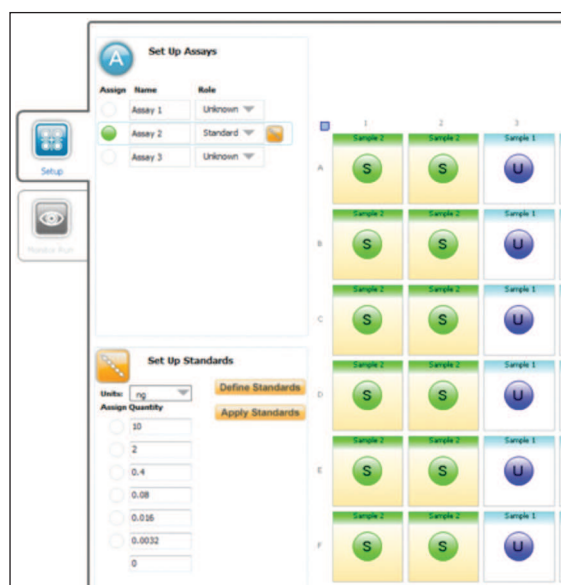 A
Set Up Assays
Assign Name Role
Assay 1 Unknown
Assay 2 Standard
Assay 3 Unknown
Setup
Set Up Standards
Units: ng
Define Standards
Assign Quantity
Apply Standards
10
2
0.4
0.08
0.016
0.0032
0
1 2 3
Sample 2 Sample 2 Sample 1
A S S U
Sample 2 Sample 2 Sample 1
B S S U
Sample 2 Sample 2 Sample 1
C S S U
Sample 2 Sample 2 Sample 1
D S S U
Sample 2 Sample 2 Sample 1
E S S U
Sample 2 Sample 2 Sample 1
F S S U